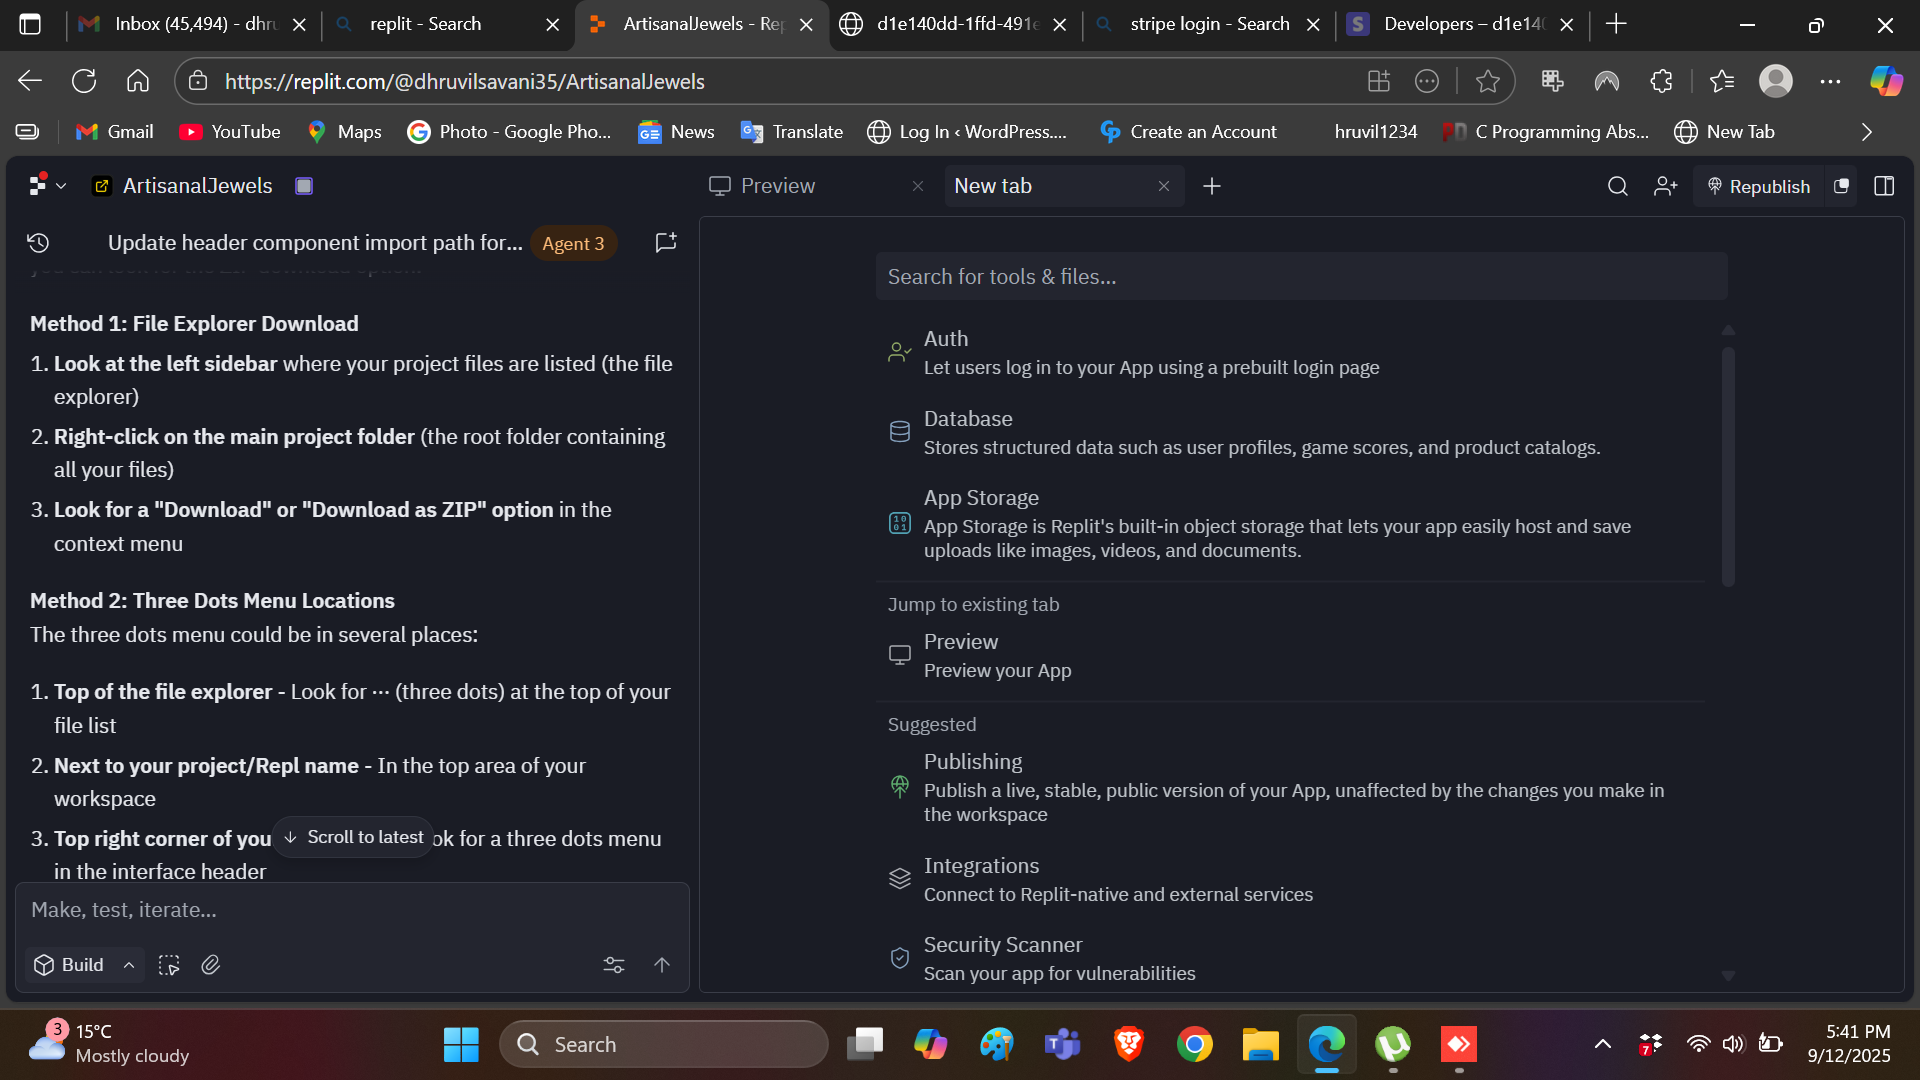 Inbox (45,494) - dhru
replit - Search
ArtisanalJewels - Rep
d1e140dd-1ffd-491e
stripe login - Search
Developers – d1e140
https://replit.com/@dhruvilsavani35/ArtisanalJewels
Gmail
YouTube
Maps
Photo - Google Pho...
News
Translate
Log In ‹ WordPress....
Create an Account
hruvil1234
C Programming Abs...
New Tab
ArtisanalJewels
Preview
New tab
Republish
Update header component import path for...
Agent 3
Method 1: File Explorer Download
1. Look at the left sidebar where your project files are listed (the file
explorer)
2. Right-click on the main project folder (the root folder containing
all your files)
3. Look for a "Download" or "Download as ZIP" option in the
context menu
Method 2: Three Dots Menu Locations
The three dots menu could be in several places:
1. Top of the file explorer - Look for ··· (three dots) at the top of your
file list
2. Next to your project/Repl name - In the top area of your
workspace
3. Top right corner of you
Scroll to latest
ok for a three dots menu
in the interface header
Make, test, iterate...
Build
Search for tools & files...
Auth
Let users log in to your App using a prebuilt login page
Database
Stores structured data such as user profiles, game scores, and product catalogs.
App Storage
App Storage is Replit's built-in object storage that lets your app easily host and save
uploads like images, videos, and documents.
Jump to existing tab
Preview
Preview your App
Suggested
Publishing
Publish a live, stable, public version of your App, unaffected by the changes you make in
the workspace
Integrations
Connect to Replit-native and external services
Security Scanner
Scan your app for vulnerabilities
3
15°C
Mostly cloudy
Search
7
5:41 PM
9/12/2025